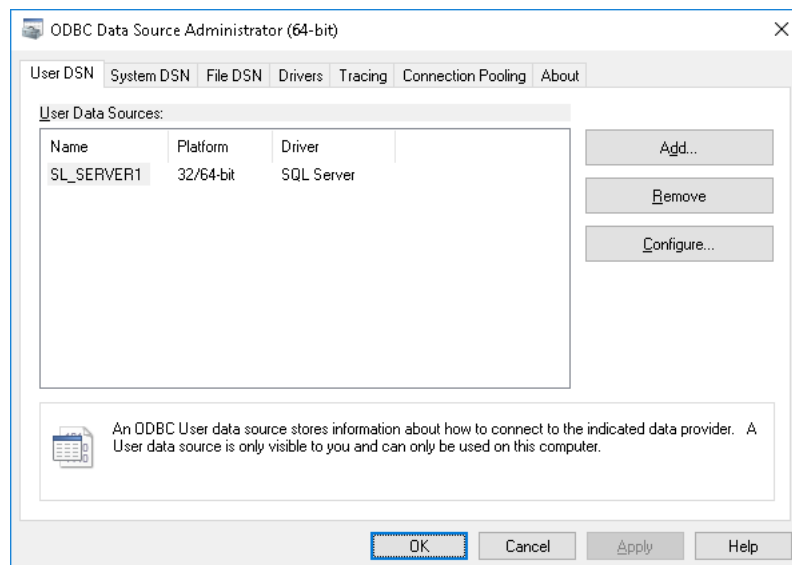 ODBC Data Source Administrator (64-bit)
User DSN System DSN File DSN Drivers Tracing Connection Pooling About
User Data Sources:
Name Platform Driver
SL_SERVER1 32/64-bit SQL Server
Add...
Remove
Configure...
An ODBC User data source stores information about how to connect to the indicated data provider. A
User data source is only visible to you and can only be used on this computer.
OK Cancel Apply Help